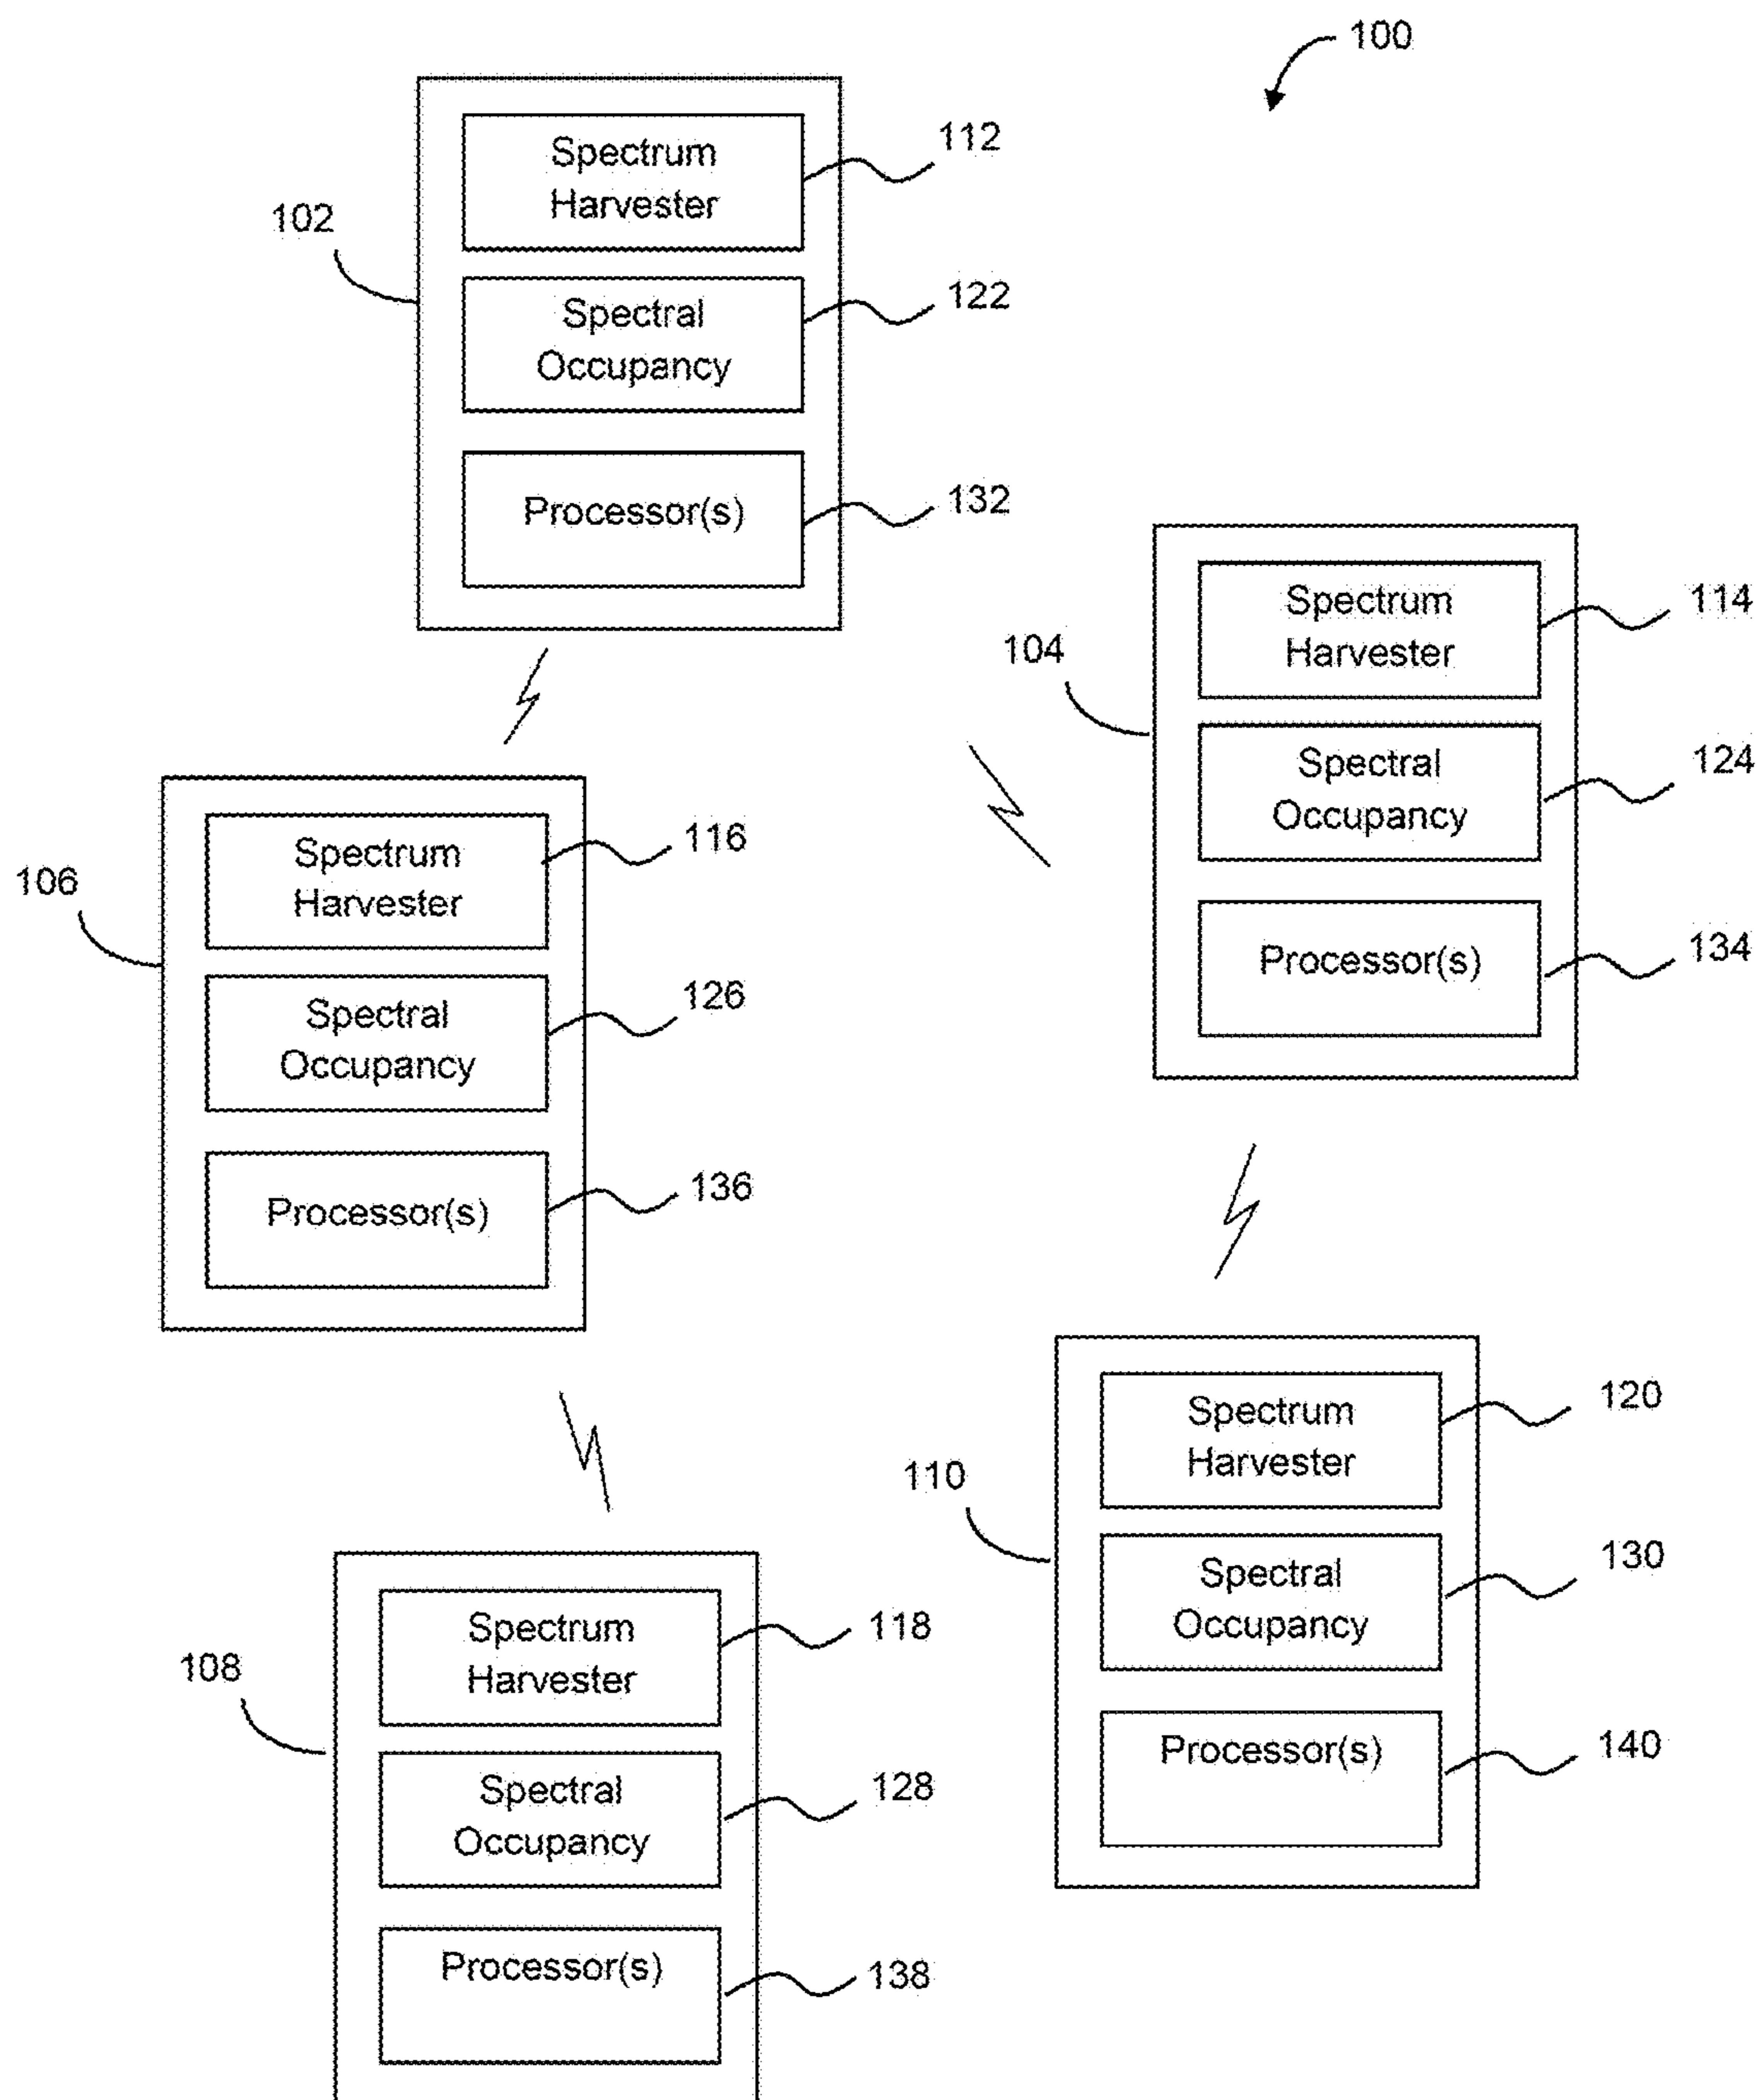 100
102
Spectrum
Harvester
112
Spectral
Occupancy
122
Processor(s)
132
104
Spectrum
Harvester
114
Spectral
Occupancy
124
Processor(s)
134
106
Spectrum
Harvester
116
Spectral
Occupancy
126
Processor(s)
136
110
Spectrum
Harvester
120
Spectral
Occupancy
130
Processor(s)
140
108
Spectrum
Harvester
118
Spectral
Occupancy
128
Processor(s)
138